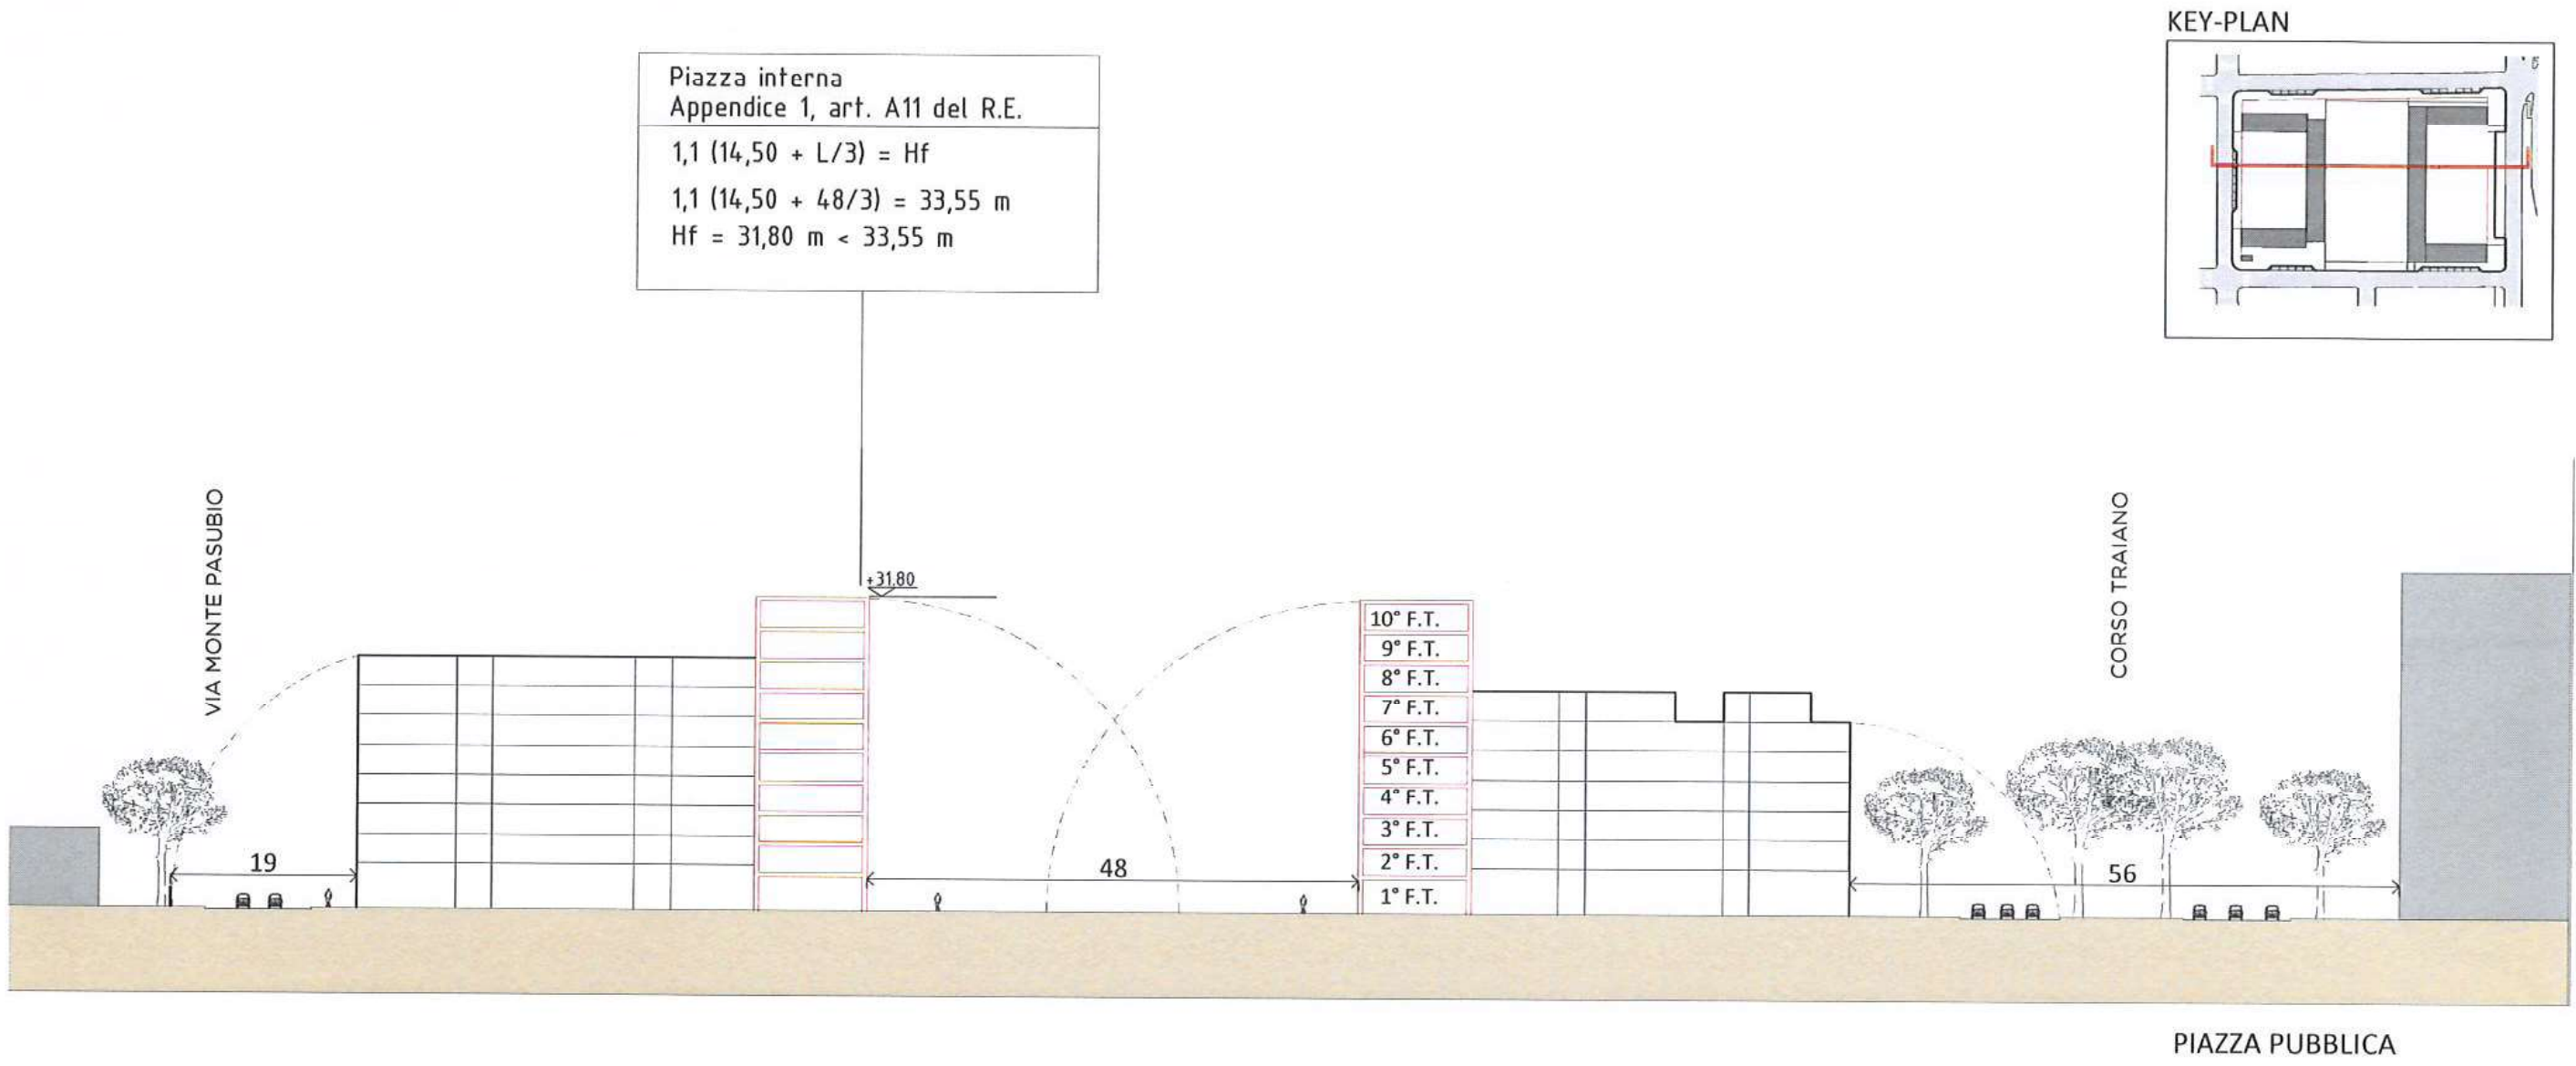 KEY-PLAN
Piazza interna
Appendice 1, art. A11 del R.E.
1,1 (14,50 + L/3) = Hf
1,1 (14,50 + 48/3) = 33,55 m
Hf = 31,80 m < 33,55 m
VIA MONTE PASUBIO
CORSO TRAIANO
+31.80
10° F.T.
9° F.T.
8° F.T.
7° F.T.
6° F.T.
5° F.T.
4° F.T.
3° F.T.
2° F.T.
1° F.T.
19
48
56
PIAZZA PUBBLICA